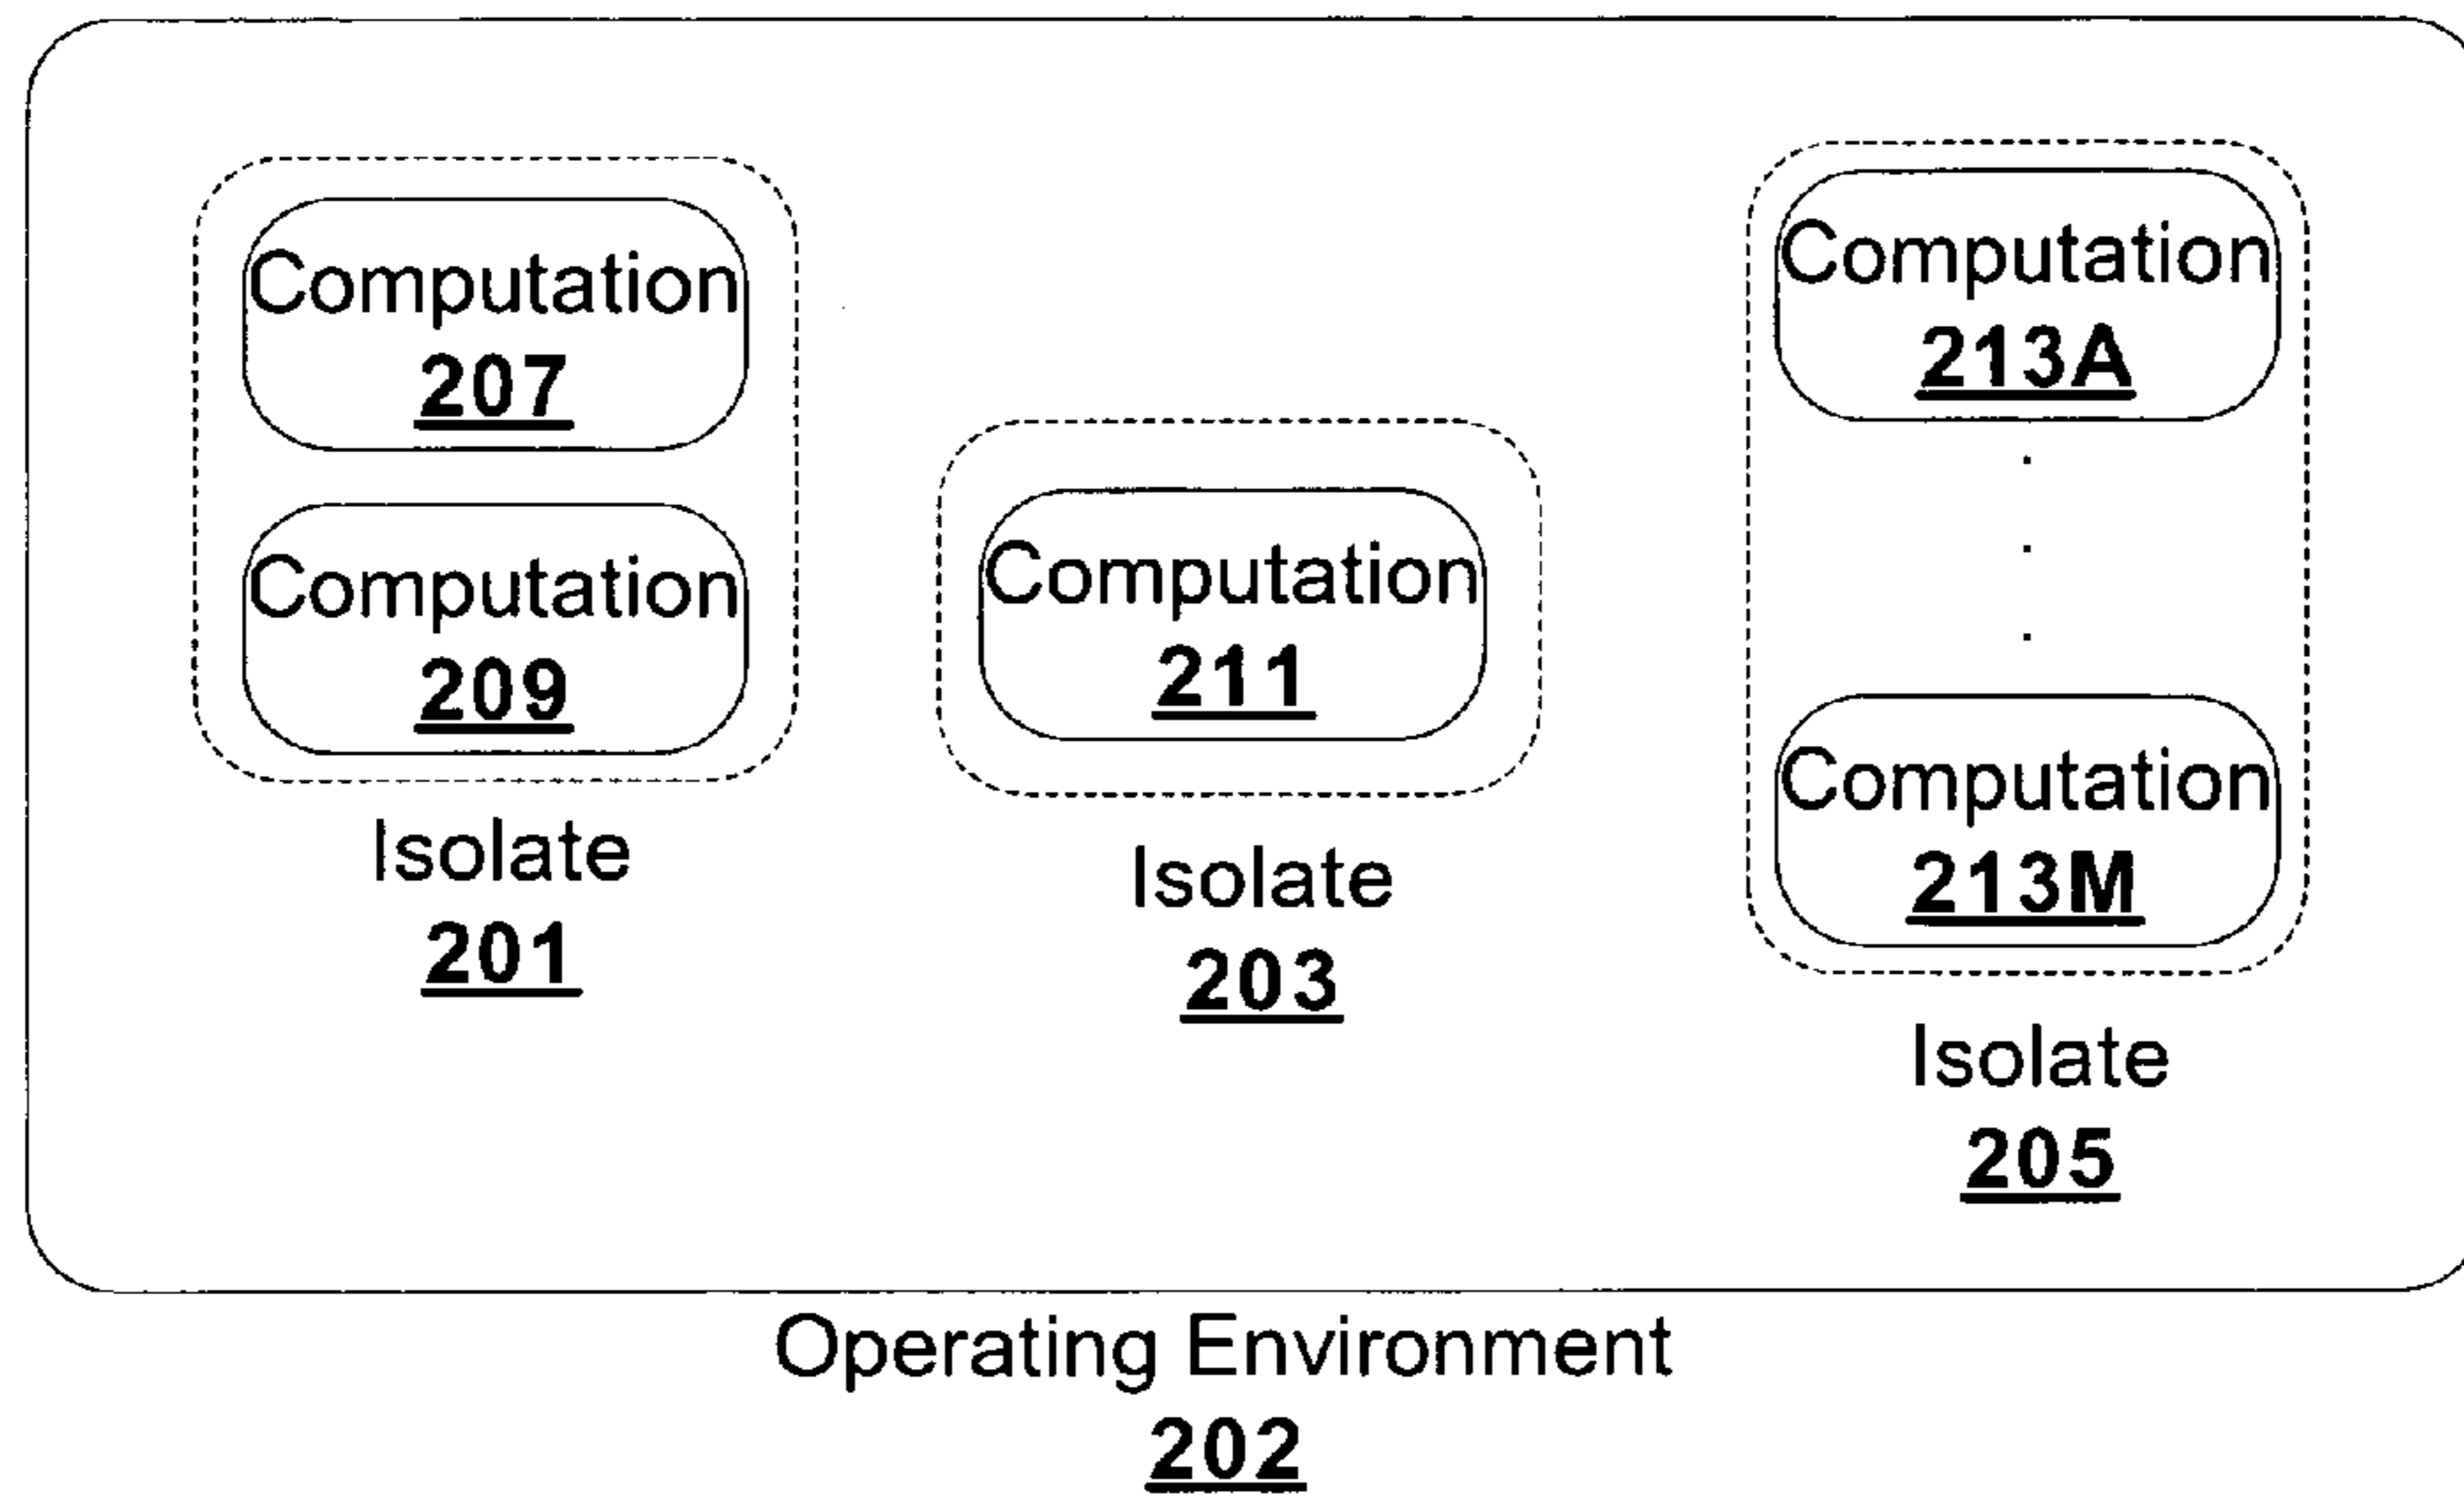 Computation
207
Computation
209
Isolate
201
Computation
211
Isolate
203
Computation
213A
Computation
213M
Isolate
205
Operating Environment
202